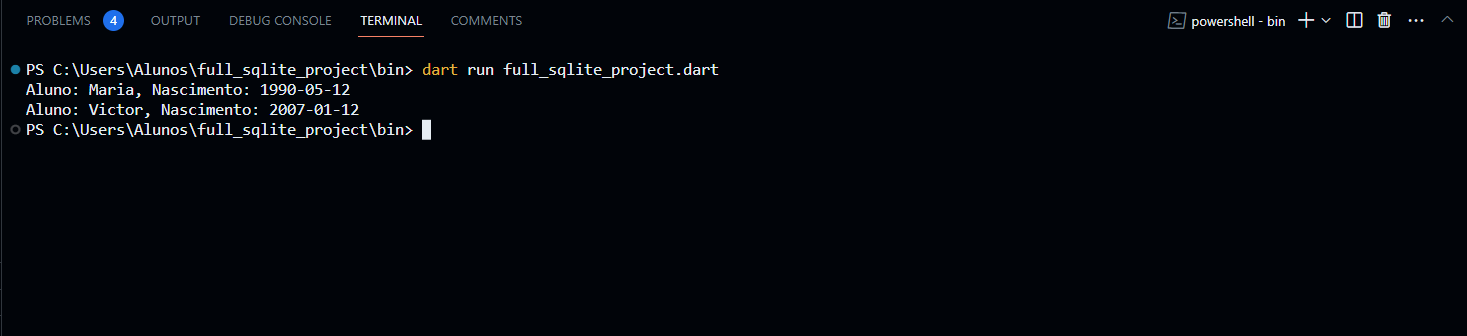 PROBLEMS 4 OUTPUT DEBUG CONSOLE TERMINAL COMMENTS powershell - bin
PS C:\Users\Alunos\full_sqlite_project\bin> dart run full_sqlite_project.dart
Aluno: Maria, Nascimento: 1990-05-12
Aluno: Victor, Nascimento: 2007-01-12
PS C:\Users\Alunos\full_sqlite_project\bin>